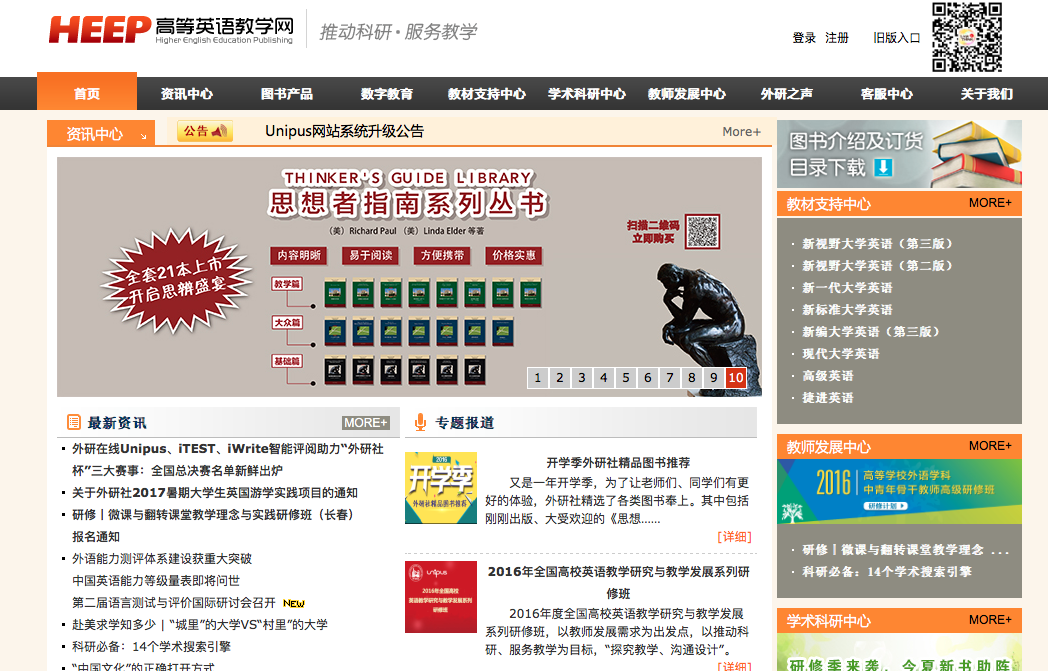 HEEP 高等英语教学网
Higher English Education Publishing
推动科研·服务教学
登录 注册 旧版入口
首页 资讯中心 图书产品 数字教育 教材支持中心 学术科研中心 教师发展中心 外研之声 客服中心 关于我们
资讯中心
公告
Unipus网站系统升级公告
More+
THINKER'S GUIDE LIBRARY
思想者指南系列丛书
（美）Richard Paul （美）Linda Elder 等著
内容明晰 易于阅读 方便携带 价格实惠
全套21本上市
开启思辨盛宴
教学篇
大众篇
基础篇
扫描二维码
立即购买
1 2 3 4 5 6 7 8 9 10
最新资讯
MORE+
外研在线Unipus、iTEST、iWrite智能评阅助力“外研社
杯”三大赛事：全国总决赛名单新鲜出炉
关于外研社2017暑期大学生英国游学实践项目的通知
研修丨微课与翻转课堂教学理念与实践研修班（长春）
报名通知
外语能力测评体系建设获重大突破
中国英语能力等级量表即将问世
第二届语言测试与评价国际研讨会召开 NEW
赴美求学知多少 | “城里”的大学VS“村里”的大学
科研必备：14个学术搜索引擎
“中国文化”的正确打开方式
专题报道
2016
开学季
外研社精品图书推荐
开学季外研社精品图书推荐
又是一年开学季，为了让老师们、同学们有更
好的体验，外研社精选了各类图书奉上。其中包括
刚刚出版、大受欢迎的《思想......
[详细]
unipus
2016年全国高校
英语教学研究与教学发展系列
研修班
2016年全国高校英语教学研究与教学发展系列研
修班
2016年度全国高校英语教学研究与教学发展
系列研修班，以教师发展需求为出发点，以推动科
研、服务教学为目标，“探究教学、沟通设计”。
[详细]
图书介绍及订货
目录下载
教材支持中心
MORE+
· 新视野大学英语（第三版）
· 新视野大学英语（第二版）
· 新一代大学英语
· 新标准大学英语
· 新编大学英语（第三版）
· 现代大学英语
· 高级英语
· 捷进英语
教师发展中心
MORE+
2016
高等学校外语学科
中青年骨干教师高级研修班
研修计划
· 研修丨微课与翻转课堂教学理念 ...
· 科研必备：14个学术搜索引擎
学术科研中心
MORE+
研修季来袭，今夏新书助阵